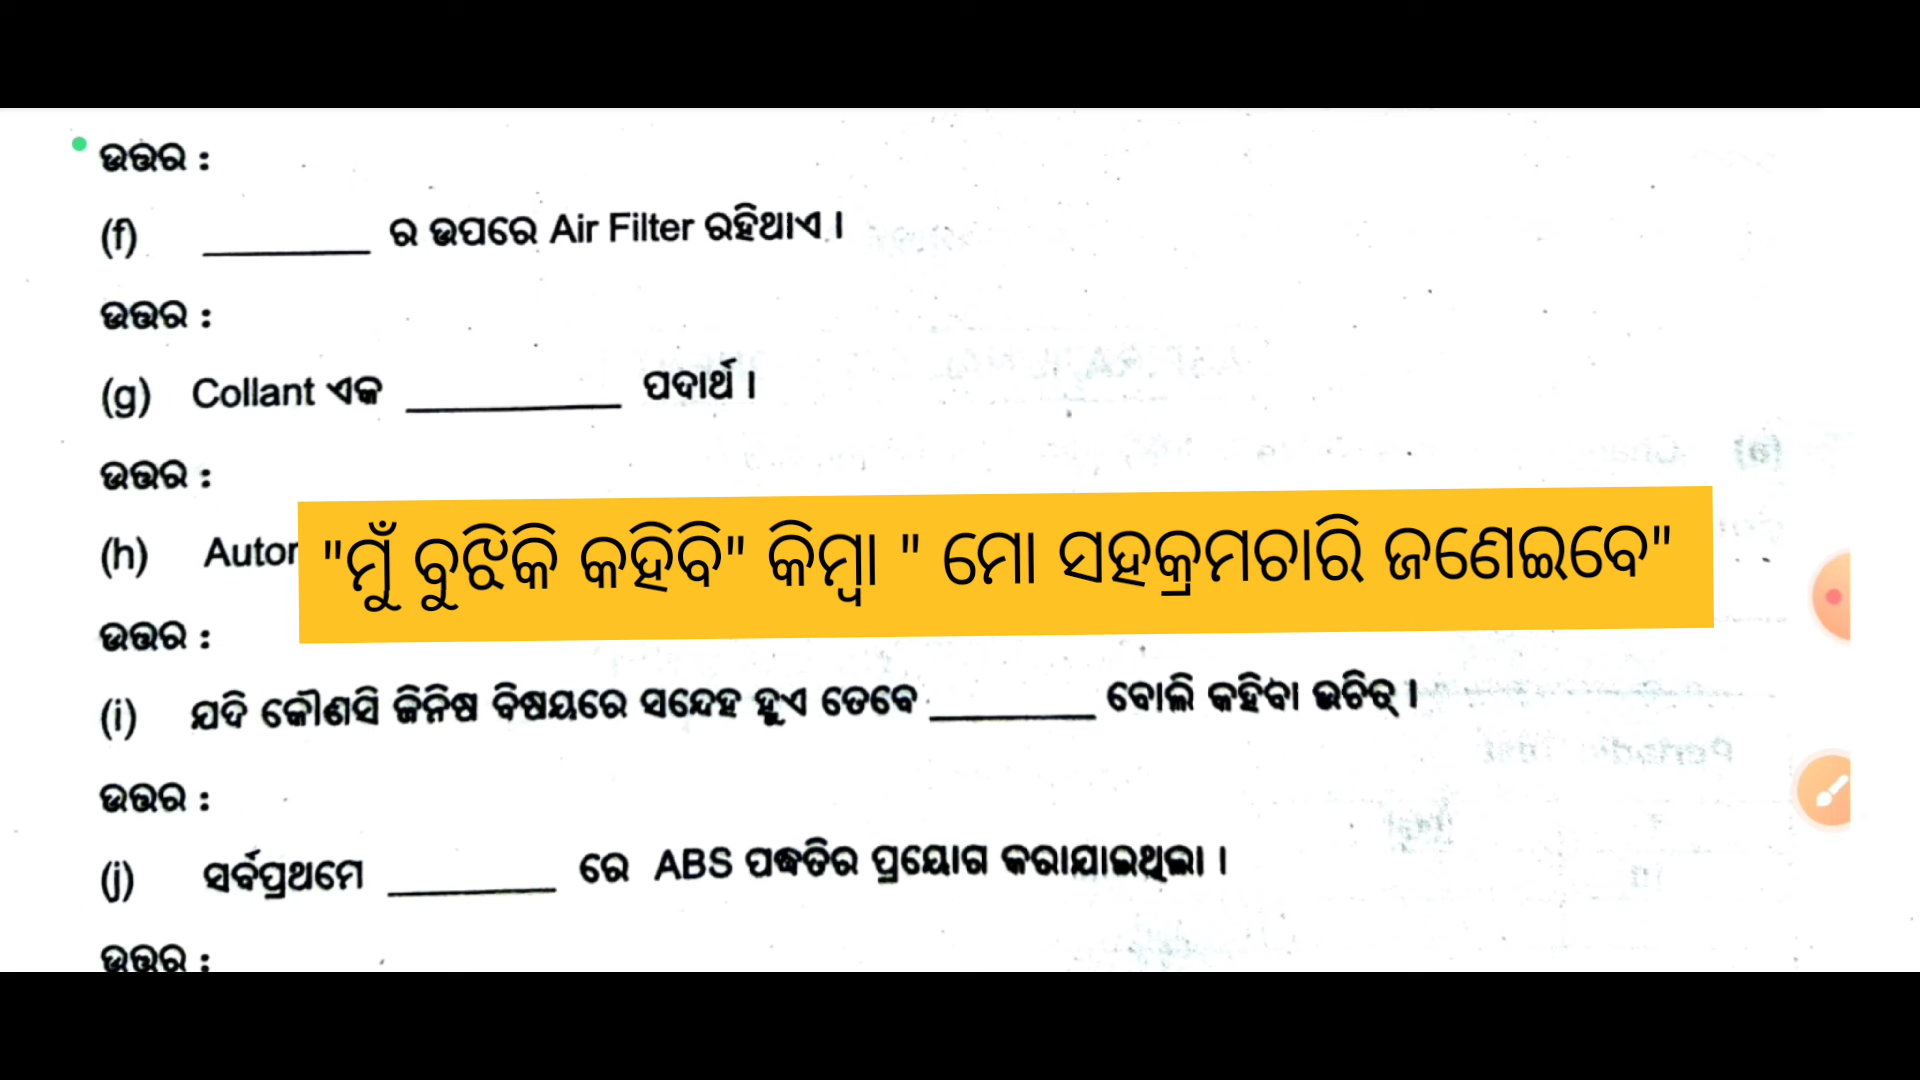 ଉତ୍ତର :
(f) ________ ର ଉପରେ Air Filter ରହିଥାଏ ।
ଉତ୍ତର :
(g) Collant ଏକ ________ ପଦାର୍ଥ ।
ଉତ୍ତର :
(h) Autor
"ମୁଁ ବୁଝିକି କହିବି" କିମ୍ବା " ମୋ ସହକ୍ରମଚାରି ଜଣେଇବେ"
ଉତ୍ତର :
(i) ଯଦି କୌଣସି ଜିନିଷ ବିଷୟରେ ସନ୍ଦେହ ହୁଏ ତେବେ ________ ବୋଲି କହିବା ଉଚିତ୍ ।
ଉତ୍ତର :
(j) ସର୍ବପ୍ରଥମେ ________ ରେ ABS ପଦ୍ଧତିର ପ୍ରୟୋଗ କରାଯାଇଥିଲା ।
ଉତ୍ତର :